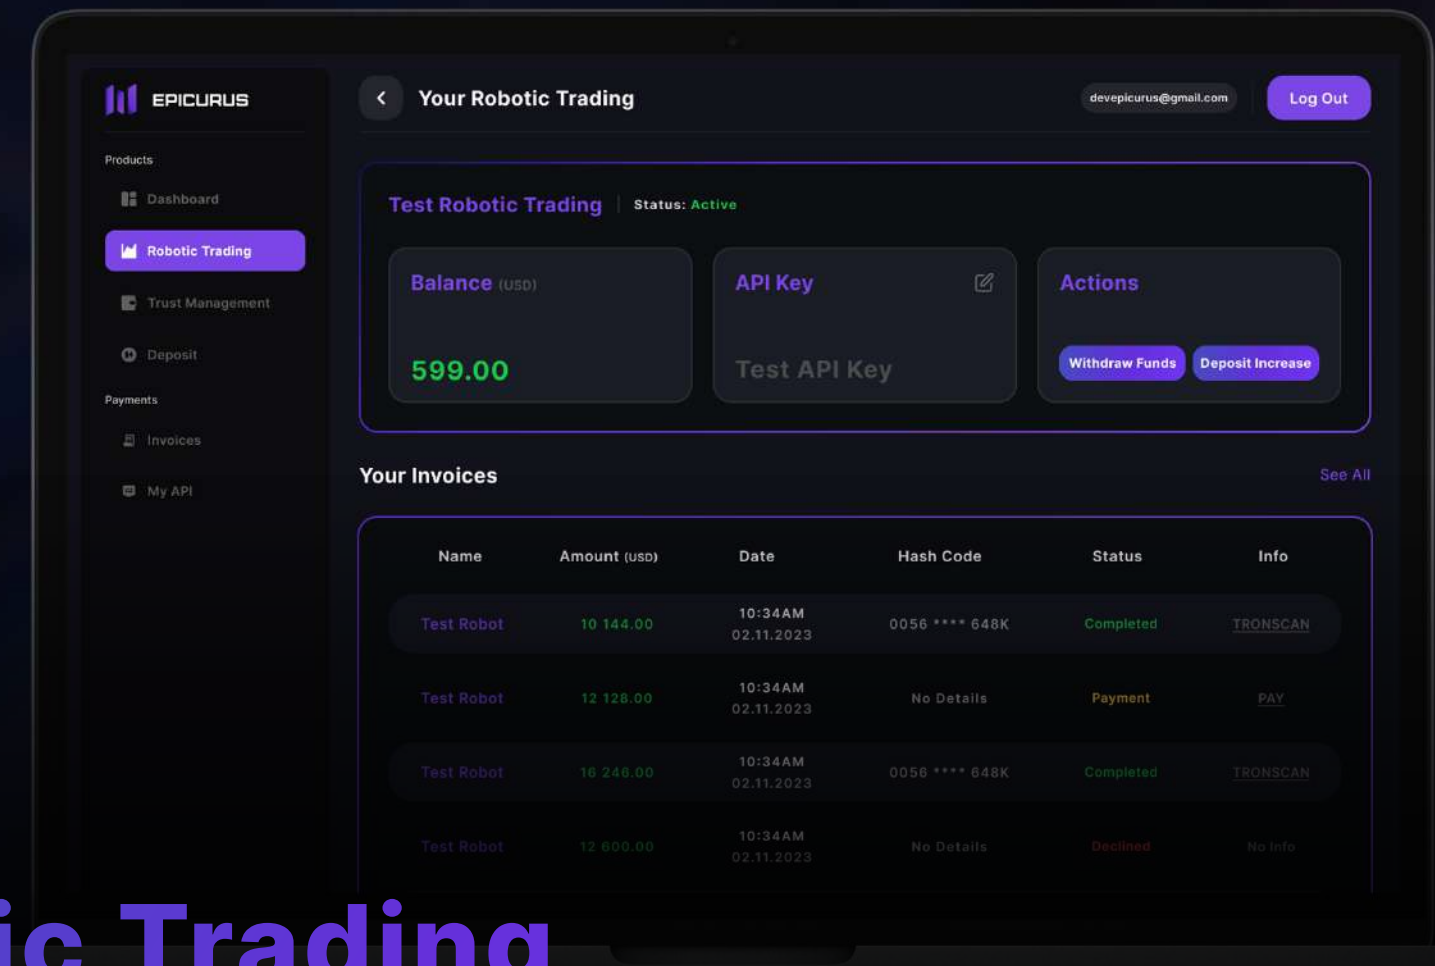 EPICURUS
Products
Dashboard
Robotic Trading
Trust Management
Deposit
Payments
Invoices
My API
Your Robotic Trading
devepicurus@gmail.com
Log Out
Test Robotic Trading
Status: Active
Balance (USD)
599.00
API Key
Test API Key
Actions
Withdraw Funds
Deposit Increase
Your Invoices
See All
Name Amount (USD) Date Hash Code Status Info
Test Robot 10 144.00 10:34AM 02.11.2023 0056 **** 648K Completed TRONSCAN
Test Robot 12 128.00 10:34AM 02.11.2023 No Details Payment PAY
Test Robot 16 246.00 10:34AM 02.11.2023 0056 **** 648K Completed TRONSCAN
Test Robot 12 600.00 10:34AM 02.11.2023 No Details Declined No Info
ic Trading